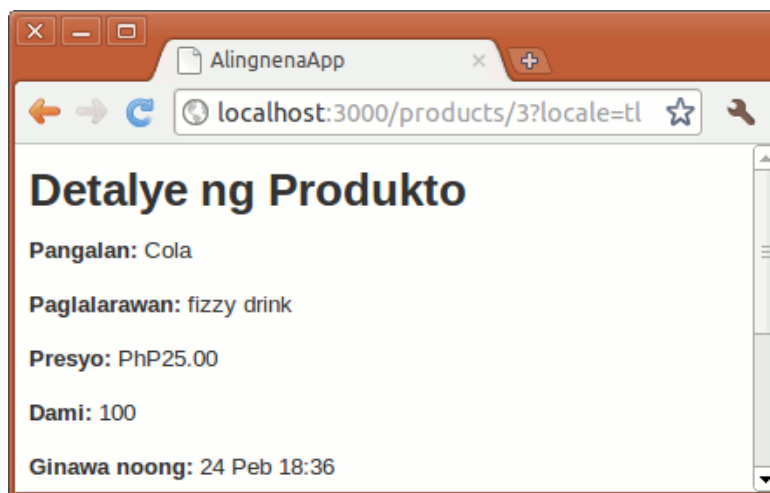 AlingnenaApp
localhost:3000/products/3?locale=tl
Detalye ng Produkto
Pangalan: Cola
Paglalarawan: fizzy drink
Presyo: PhP25.00
Dami: 100
Ginawa noong: 24 Peb 18:36